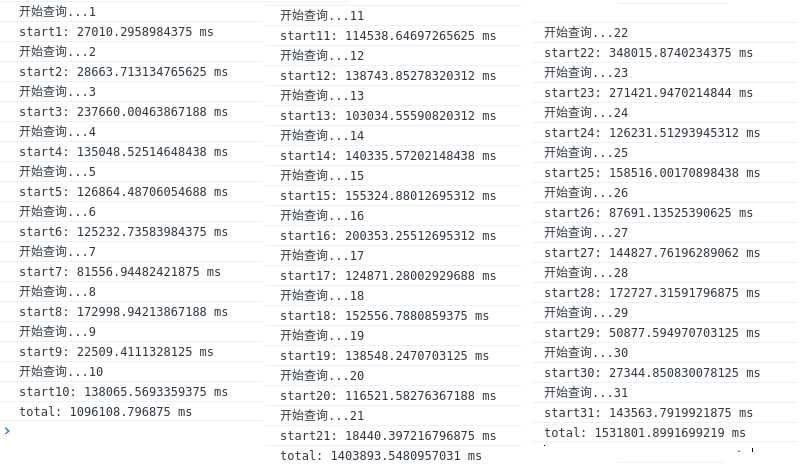 开始查询...1
start1: 27010.2958984375 ms
开始查询...2
start2: 28663.713134765625 ms
开始查询...3
start3: 237660.00463867188 ms
开始查询...4
start4: 135048.52514648438 ms
开始查询...5
start5: 126864.48706054688 ms
开始查询...6
start6: 125232.73583984375 ms
开始查询...7
start7: 81556.94482421875 ms
开始查询...8
start8: 172998.94213867188 ms
开始查询...9
start9: 22509.4111328125 ms
开始查询...10
start10: 138065.5693359375 ms
total: 1096108.796875 ms
开始查询...11
start11: 114538.64697265625 ms
开始查询...12
start12: 138743.85278320312 ms
开始查询...13
start13: 103034.55590820312 ms
开始查询...14
start14: 140335.57202148438 ms
开始查询...15
start15: 155324.88012695312 ms
开始查询...16
start16: 200353.25512695312 ms
开始查询...17
start17: 124871.28002929688 ms
开始查询...18
start18: 152556.7880859375 ms
开始查询...19
start19: 138548.2470703125 ms
开始查询...20
start20: 116521.58276367188 ms
开始查询...21
start21: 18440.397216796875 ms
total: 1403893.5480957031 ms
开始查询...22
start22: 348015.8740234375 ms
开始查询...23
start23: 271421.9470214844 ms
开始查询...24
start24: 126231.51293945312 ms
开始查询...25
start25: 158516.00170898438 ms
开始查询...26
start26: 87691.13525390625 ms
开始查询...27
start27: 144827.76196289062 ms
开始查询...28
start28: 172727.31591796875 ms
开始查询...29
start29: 50877.594970703125 ms
开始查询...30
start30: 27344.850830078125 ms
开始查询...31
start31: 143563.7919921875 ms
total: 1531801.8991699219 ms